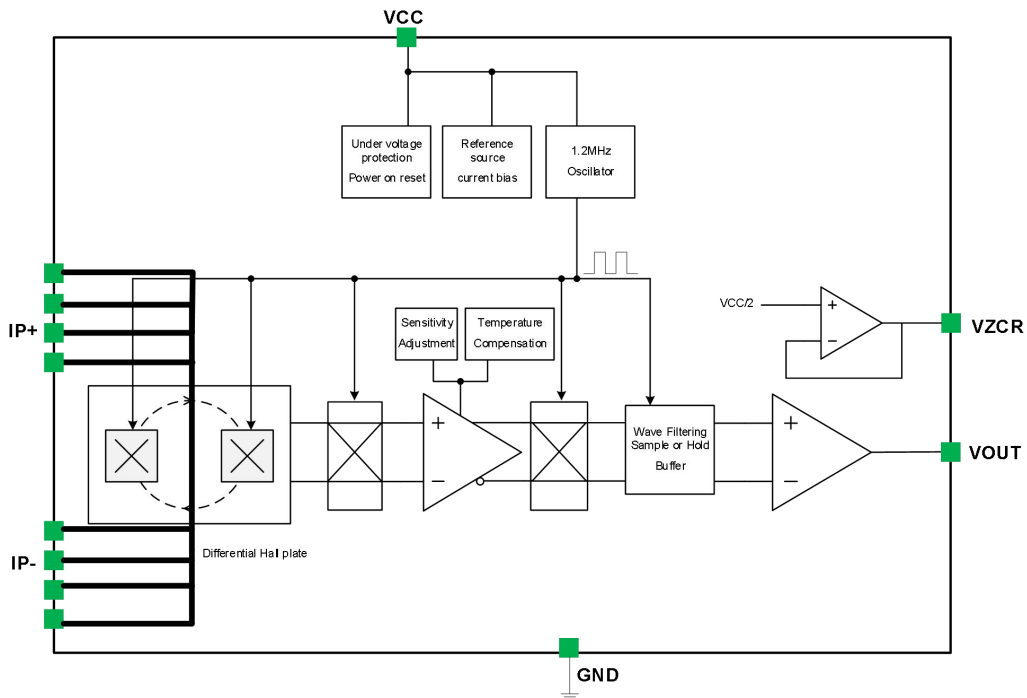 VCC
Under voltage
protection
Power on reset
Reference
source
current bias
1.2MHz
Oscillator
IP+
Sensitivity
Adjustment
Temperature
Compensation
VCC/2
+
−
VZCR
+
−
Wave Filtering
Sample or Hold
Buffer
+
−
VOUT
Differential Hall plate
IP-
GND